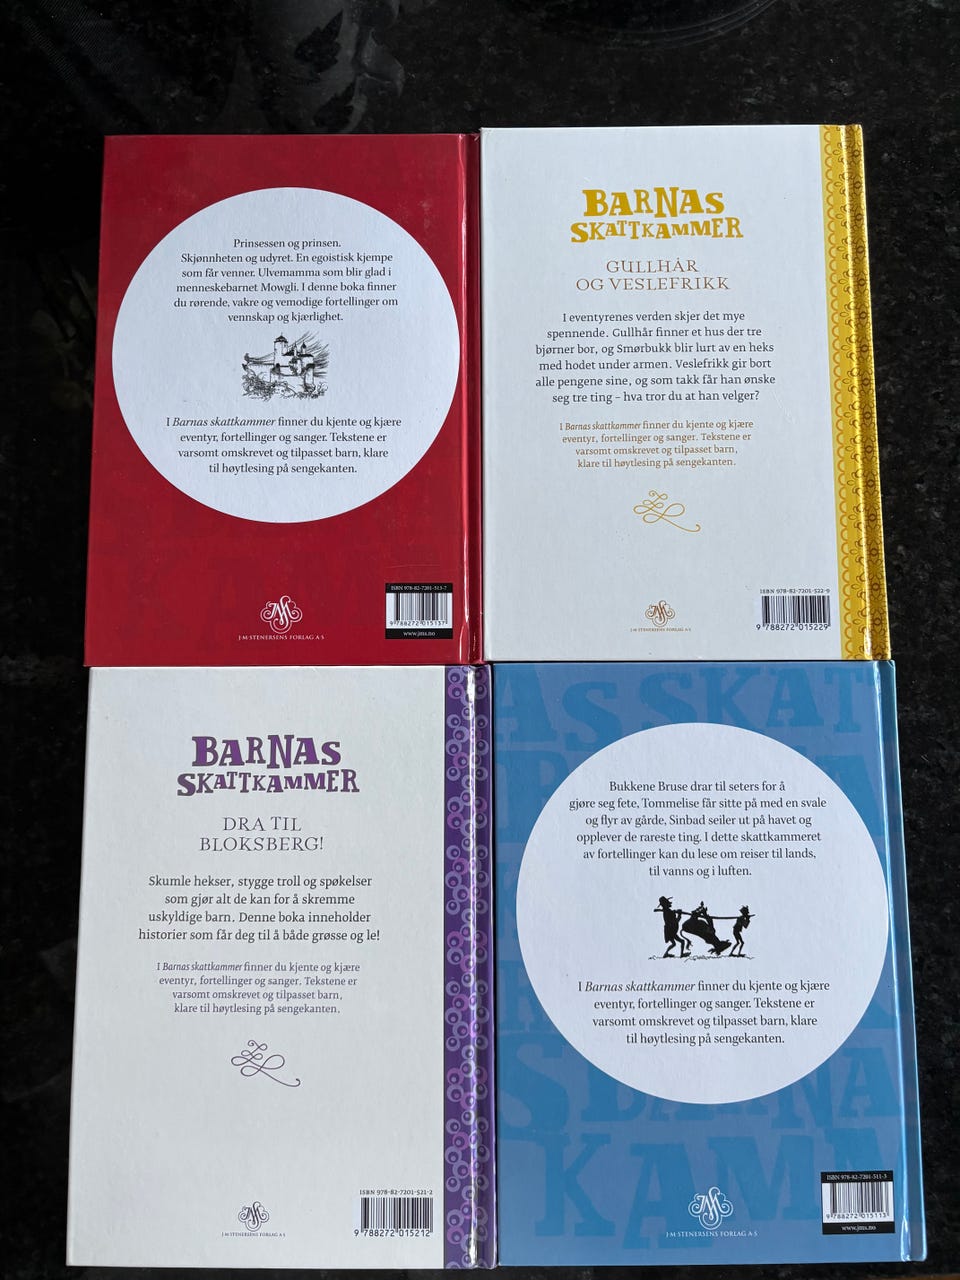 Prinsessen og prinsen.
Skjønnheten og udyret. En egoistisk kjempe
som får venner. Ulvemamma som blir glad i
menneskebarnet Mowgli. I denne boka finner
du rørende, vakre og vemodige fortellinger om
vennskap og kjærlighet.
I Barnas skattkammer finner du kjente og kjære
eventyr, fortellinger og sanger. Tekstene er
varsomt omskrevet og tilpasset barn, klare
til høytlesing på sengekanten.
J·M·STENERSENS FORLAG A·S
ISBN 978-82-7201-513-7
9 788272 015137
www.jms.no
BARNAS
SKATTKAMMER
GULLHÅR
OG VESLEFRIKK
I eventyrenes verden skjer det mye
spennende. Gullhår finner et hus der tre
bjørner bor, og Smørbukk blir lurt av en heks
med hodet under armen. Veslefrikk gir bort
alle pengene sine, og som takk får han ønske
seg tre ting – hva tror du at han velger?
I Barnas skattkammer finner du kjente og kjære
eventyr, fortellinger og sanger. Tekstene er
varsomt omskrevet og tilpasset barn,
klare til høytlesing på sengekanten.
J·M·STENERSENS FORLAG A·S
ISBN 978-82-7201-522-9
9 788272 015229
BARNAS
SKATTKAMMER
DRA TIL
BLOKSBERG!
Skumle hekser, stygge troll og spøkelser
som gjør alt de kan for å skremme
uskyldige barn. Denne boka inneholder
historier som får deg til å både grøsse og le!
I Barnas skattkammer finner du kjente og kjære
eventyr, fortellinger og sanger. Tekstene er
varsomt omskrevet og tilpasset barn,
klare til høytlesing på sengekanten.
J·M·STENERSENS FORLAG A·S
ISBN 978-82-7201-521-2
9 788272 015212
Bukkene Bruse drar til seters for å
gjøre seg fete, Tommelise får sitte på med en svale
og flyr av gårde, Sinbad seiler ut på havet og
opplever de rareste ting. I dette skattkammeret
av fortellinger kan du lese om reiser til lands,
til vanns og i luften.
I Barnas skattkammer finner du kjente og kjære
eventyr, fortellinger og sanger. Tekstene er
varsomt omskrevet og tilpasset barn, klare
til høytlesing på sengekanten.
J·M·STENERSENS FORLAG A·S
ISBN 978-82-7201-511-3
9 788272 015113
www.jms.no